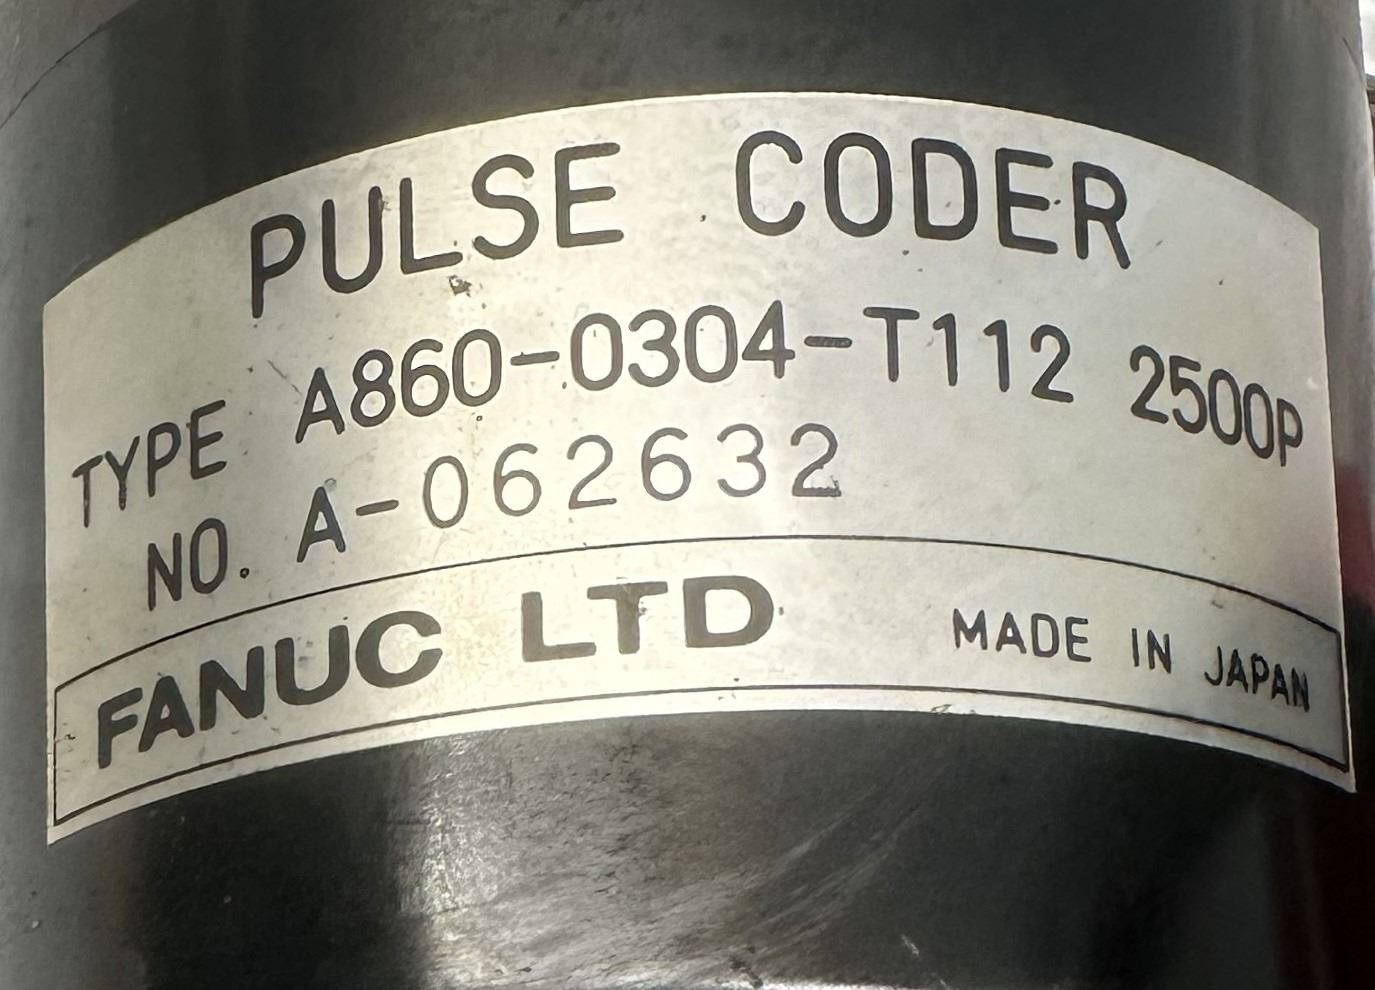 PULSE CODER
TYPE A860-0304-T112 2500P
NO. A-062632
FANUC LTD MADE IN JAPAN